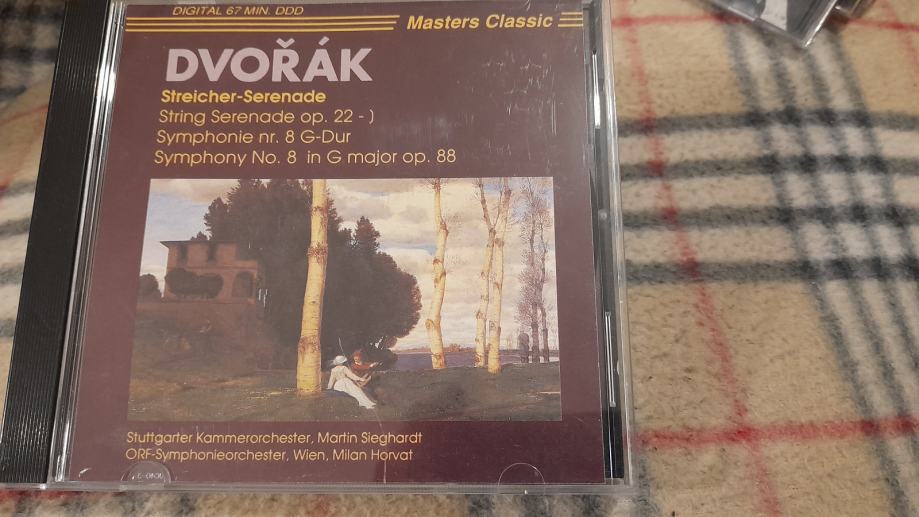 DIGITAL 67 MIN. DDD
Masters Classic
DVOŘÁK
Streicher-Serenade
String Serenade op. 22 - )
Symphonie nr. 8 G-Dur
Symphony No. 8 in G major op. 88
Stuttgarter Kammerorchester, Martin Sieghardt
ORF-Symphonieorchester, Wien, Milan Horvat